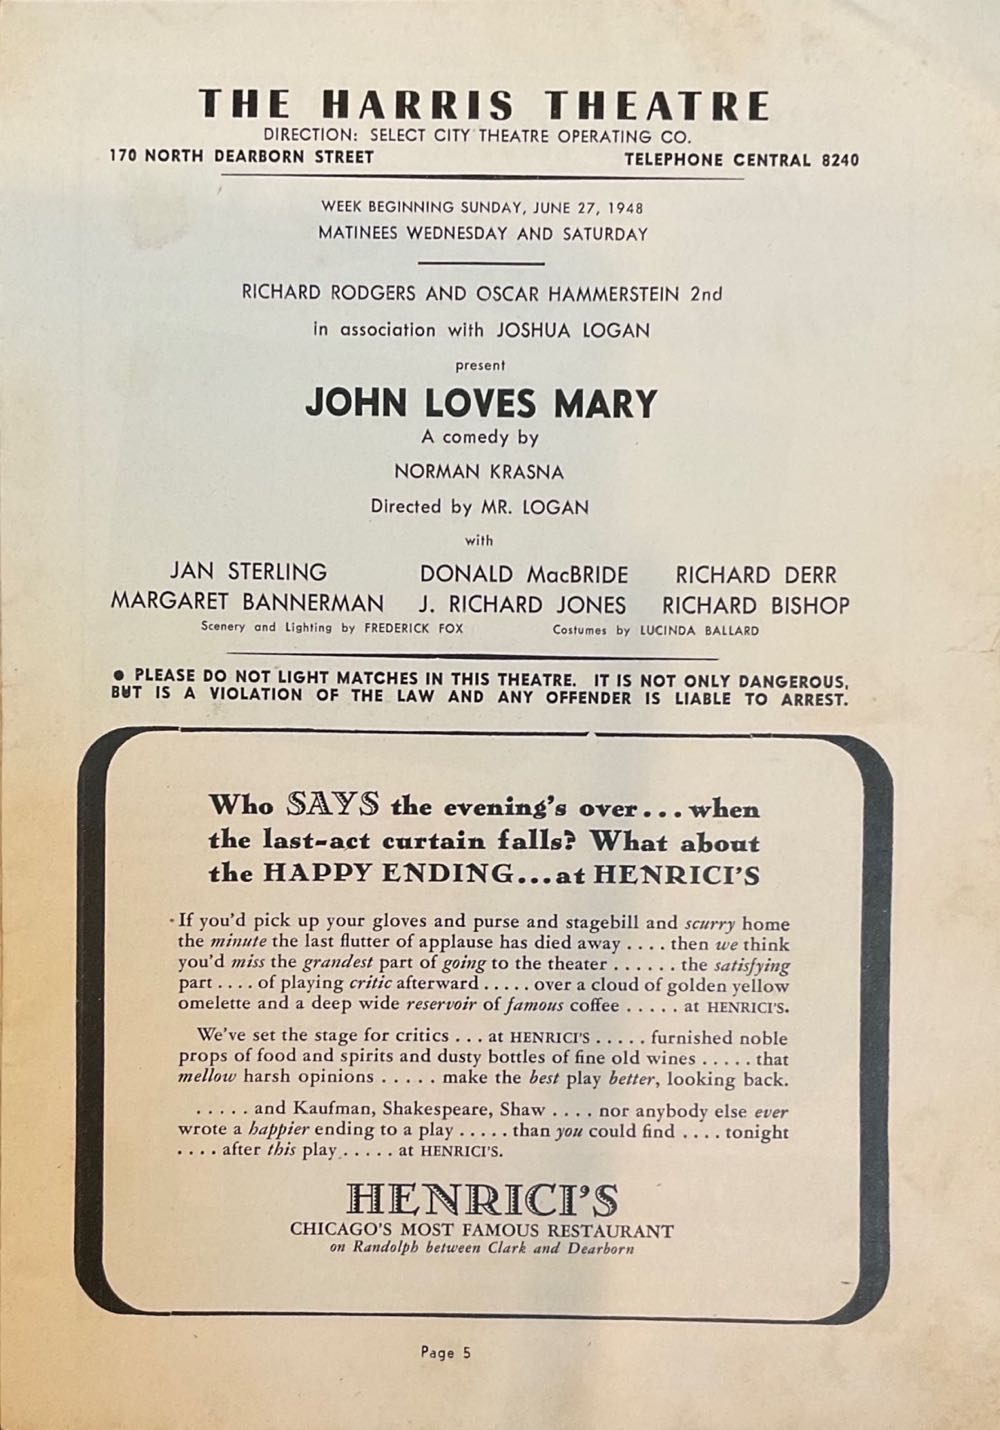 THE HARRIS THEATRE
DIRECTION: SELECT CITY THEATRE OPERATING CO.
170 NORTH DEARBORN STREET TELEPHONE CENTRAL 8240
WEEK BEGINNING SUNDAY, JUNE 27, 1948
MATINEES WEDNESDAY AND SATURDAY
RICHARD RODGERS AND OSCAR HAMMERSTEIN 2nd
in association with JOSHUA LOGAN
present
JOHN LOVES MARY
A comedy by
NORMAN KRASNA
Directed by MR. LOGAN
with
JAN STERLING DONALD MacBRIDE RICHARD DERR
MARGARET BANNERMAN J. RICHARD JONES RICHARD BISHOP
Scenery and Lighting by FREDERICK FOX Costumes by LUCINDA BALLARD
● PLEASE DO NOT LIGHT MATCHES IN THIS THEATRE. IT IS NOT ONLY DANGEROUS,
BUT IS A VIOLATION OF THE LAW AND ANY OFFENDER IS LIABLE TO ARREST.
Who SAYS the evening's over...when
the last-act curtain falls? What about
the HAPPY ENDING...at HENRICI'S
If you'd pick up your gloves and purse and stagebill and scurry home
the minute the last flutter of applause has died away .... then we think
you'd miss the grandest part of going to the theater ...... the satisfying
part .... of playing critic afterward ..... over a cloud of golden yellow
omelette and a deep wide reservoir of famous coffee ..... at HENRICI'S.
We've set the stage for critics ... at HENRICI'S ..... furnished noble
props of food and spirits and dusty bottles of fine old wines ..... that
mellow harsh opinions ..... make the best play better, looking back.
..... and Kaufman, Shakespeare, Shaw .... nor anybody else ever
wrote a happier ending to a play ..... than you could find .... tonight
.... after this play ..... at HENRICI'S.
HENRICI'S
CHICAGO'S MOST FAMOUS RESTAURANT
on Randolph between Clark and Dearborn
Page 5